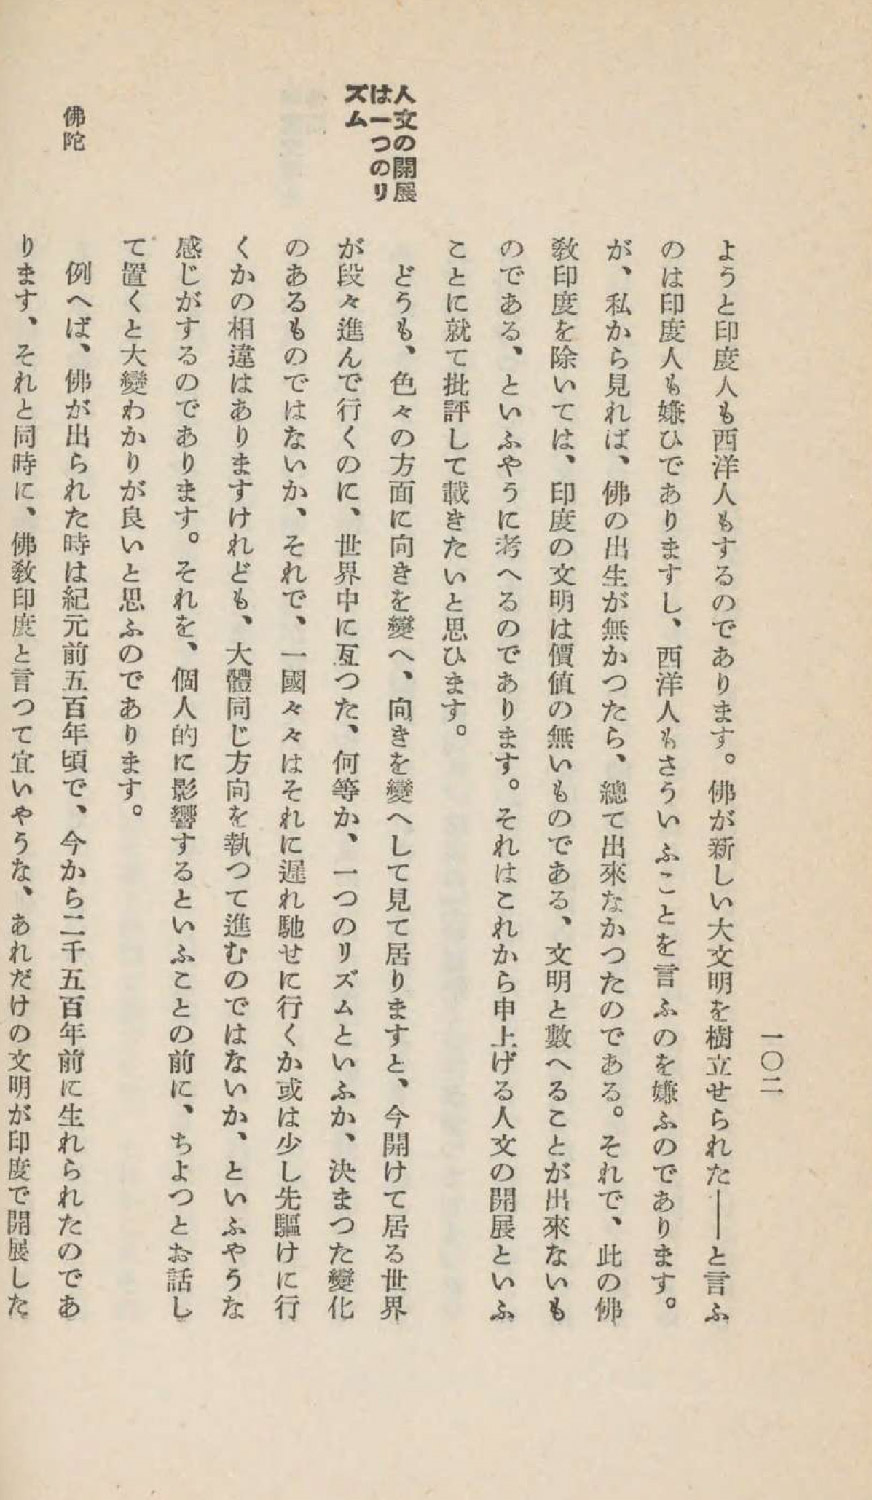 一〇二
ようと印度人も西洋人もするのであります。佛が新しい大文明を樹立せられた――と言ふ
のは印度人も嫌ひでありますし、西洋人もさういふことを言ふのを嫌ふのであります。
が、私から見れば、佛の出生が無かつたら、總て出來なかつたのである。それで、此の佛
敎印度を除いては、印度の文明は價値の無いものである、文明と數へることが出來ないも
のである、といふやうに考へるのであります。それはこれから申上げる人文の開展といふ
ことに就て批評して載きたいと思ひます。
人文の開展
は一つのリ
ズム
どうも、色々の方面に向きを變へ、向きを變へして見て居りますと、今開けて居る世界
が段々進んで行くのに、世界中に亙つた、何等か、一つのリズムといふか、決まつた變化
のあるものではないか、それで、一國々々はそれに遲れ馳せに行くか或は少し先驅けに行
くかの相違はありますけれども、大體同じ方向を執つて進むのではないか、といふやうな
感じがするのであります。それを、個人的に影響するといふことの前に、ちよつとお話し
て置くと大變わかりが良いと思ふのであります。
佛陀
例へば、佛が出られた時は紀元前五百年頃で、今から二千五百年前に生れられたのであ
ります、それと同時に、佛敎印度と言つて宜いやうな、あれだけの文明が印度で開展した